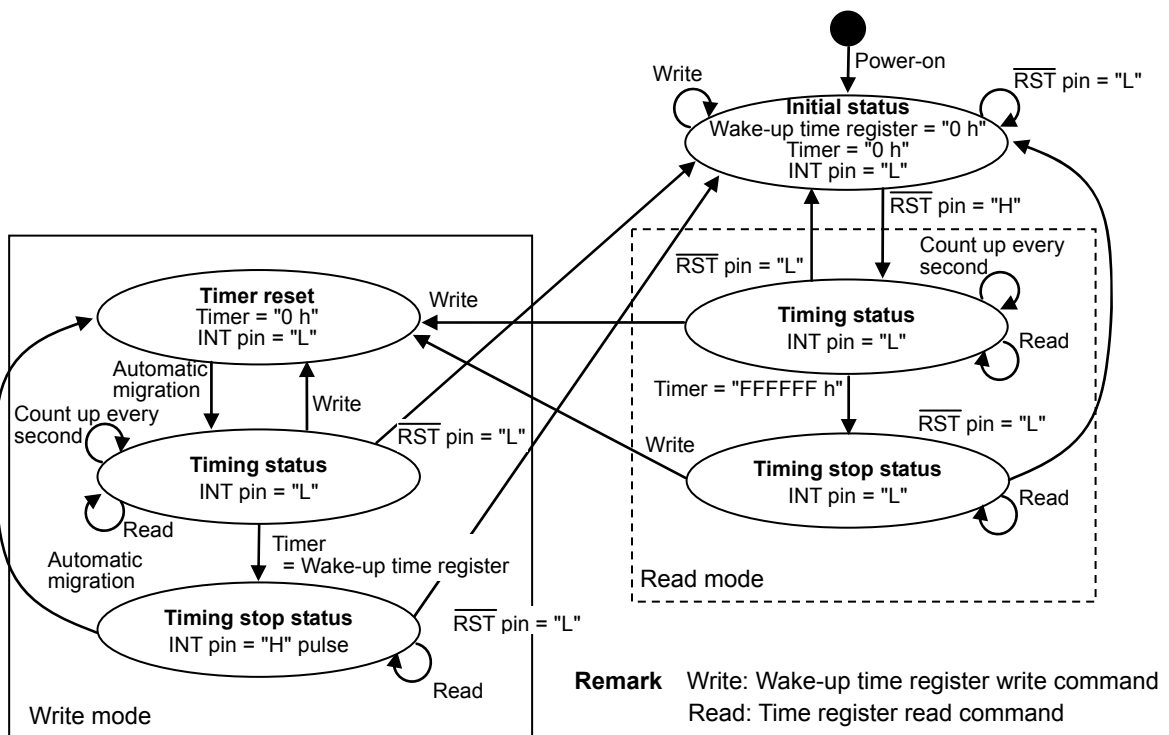 Power-on
Write
RST pin = "L"
Initial status
Wake-up time register = "0 h"
Timer = "0 h"
INT pin = "L"
RST pin = "H"
RST pin = "L"
Count up every
second
Timing status
INT pin = "L"
Read
Timer = "FFFFFF h"
RST pin = "L"
Write
Timing stop status
INT pin = "L"
Read
Read mode
Write
Timer reset
Timer = "0 h"
INT pin = "L"
Automatic
migration
Write
Count up every
second
RST pin = "L"
Timing status
INT pin = "L"
Read
Timer
= Wake-up time register
Automatic
migration
Timing stop status
INT pin = "H" pulse
RST pin = "L"
Read
Write mode
Remark Write: Wake-up time register write command
Read: Time register read command